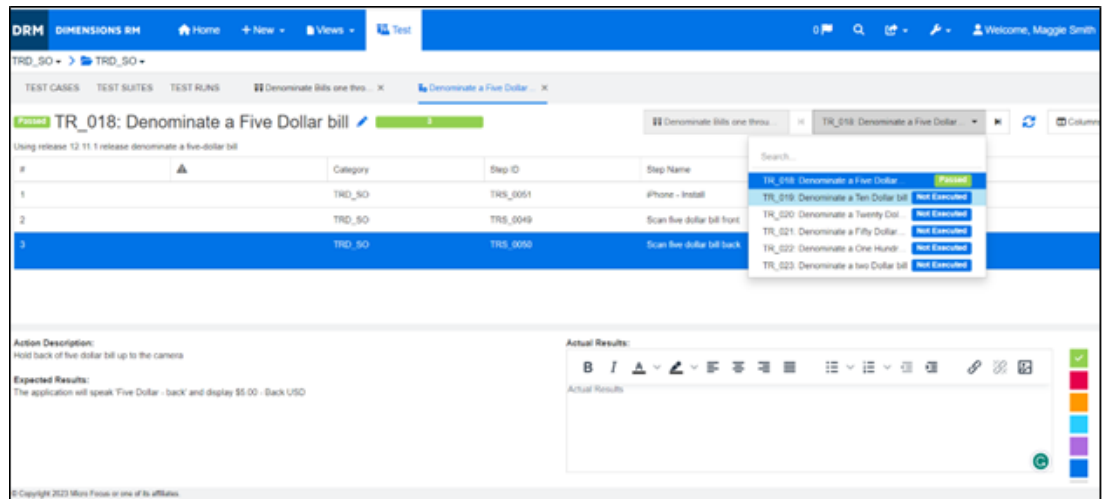 DRM DIMENSIONS RM Home + New Views Test 0 Welcome, Maggie Smith
TRD_SO > TRD_SO
TEST CASES TEST SUITES TEST RUNS Denominate Bills one thro... × Denominate a Five Dollar... ×
Passed TR_018: Denominate a Five Dollar bill 3 Denominate Bills one throu... TR_018: Denominate a Five Dollar... Columns
Using release 12.11.1 release denominate a five-dollar bill
Search...
# Category Step ID Step Name
TR_018: Denominate a Five Dollar... Passed
1 TRD_SO TRS_0051 iPhone - Install
TR_019: Denominate a Ten Dollar bill Not Executed
TR_020: Denominate a Twenty Dol... Not Executed
2 TRD_SO TRS_0049 Scan five dollar bill front
TR_021: Denominate a Fifty Dollar... Not Executed
3 TRD_SO TRS_0050 Scan five dollar bill back
TR_022: Denominate a One Hundr... Not Executed
TR_023: Denominate a two Dollar bill Not Executed
Action Description:
Hold back of five dollar bill up to the camera
Expected Results:
The application will speak 'Five Dollar - back' and display $5.00 - Back USD
Actual Results:
B I A
Actual Results
© Copyright 2023 Micro Focus or one of its affiliates